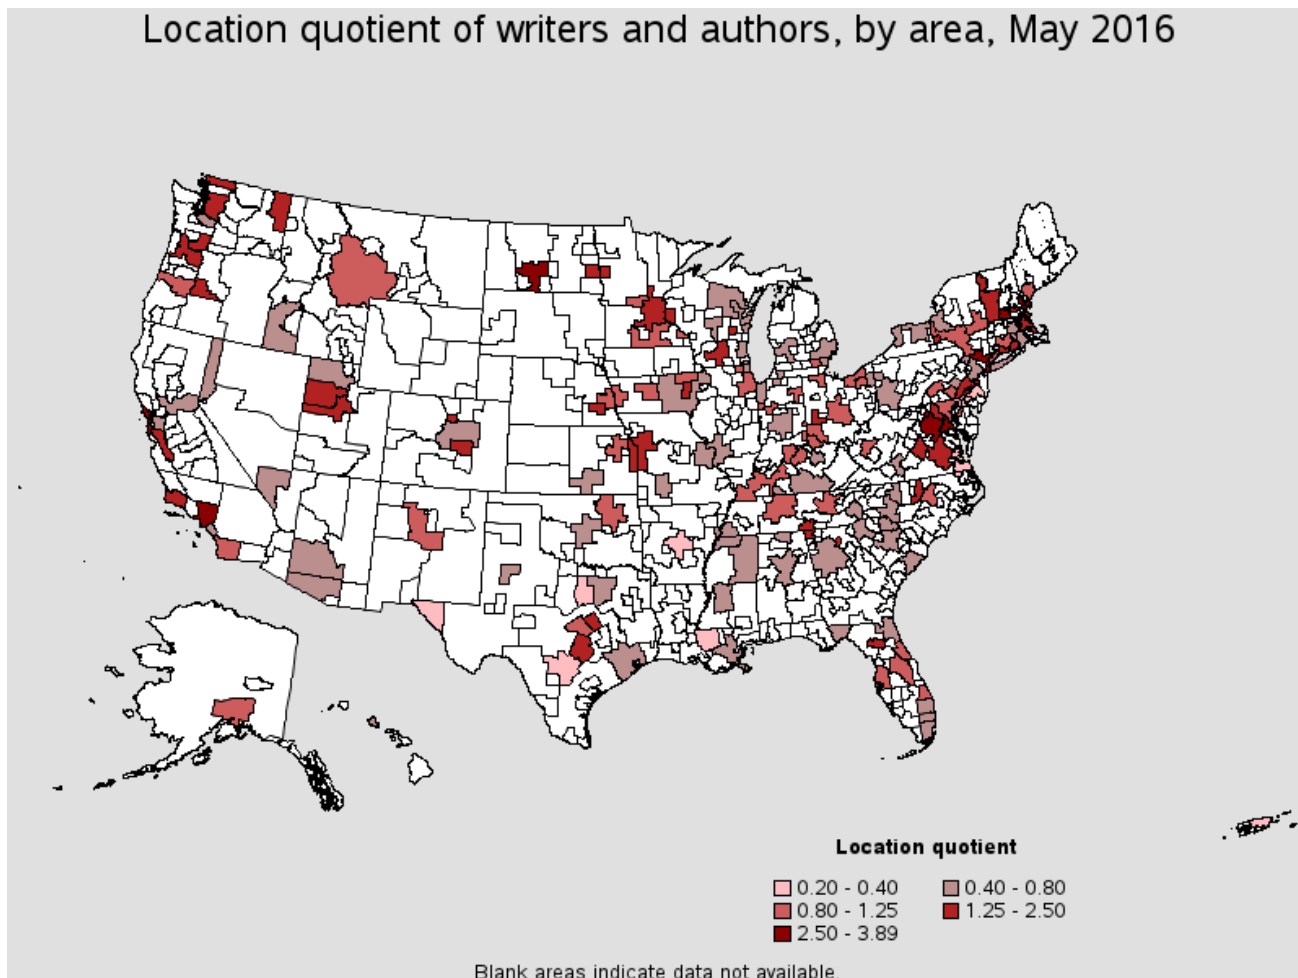 Location quotient of writers and authors, by area, May 2016
Location quotient
0.20 - 0.40 0.40 - 0.80
0.80 - 1.25 1.25 - 2.50
2.50 - 3.89
Blank areas indicate data not available.